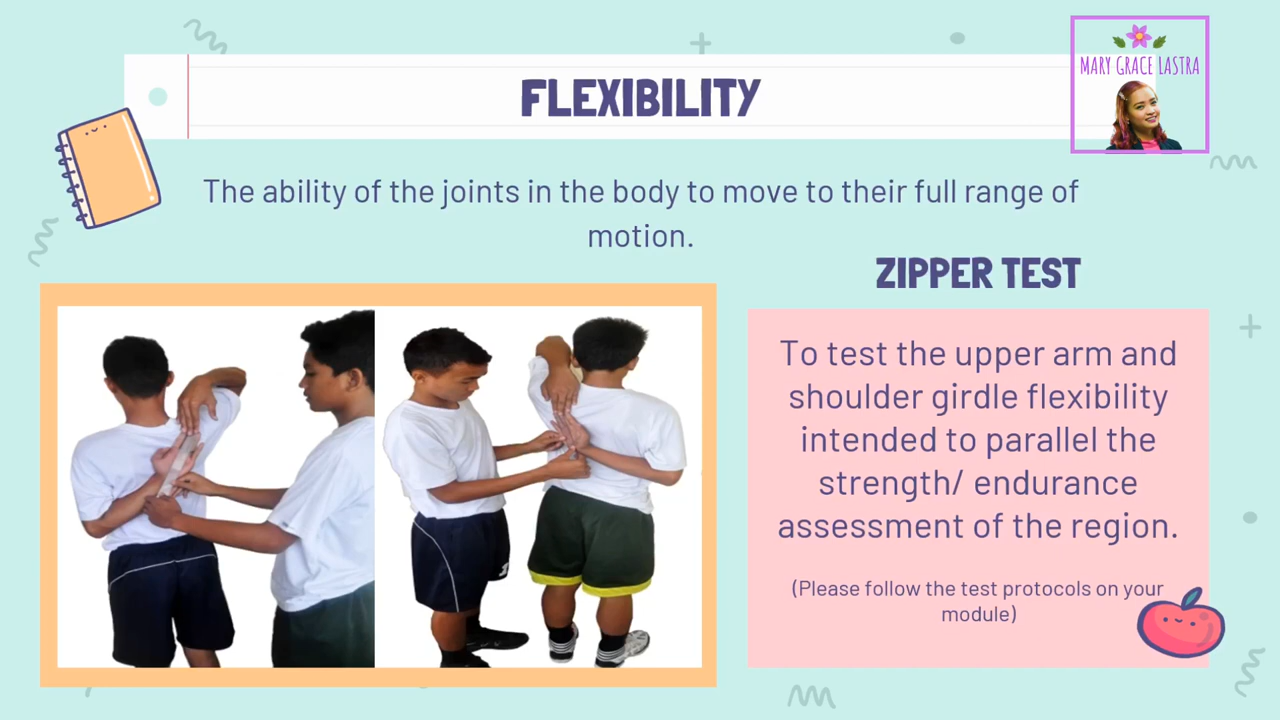 FLEXIBILITY
MARY GRACE LASTRA
The ability of the joints in the body to move to their full range of
motion.
ZIPPER TEST
To test the upper arm and
shoulder girdle flexibility
intended to parallel the
strength/ endurance
assessment of the region.
(Please follow the test protocols on your
module)